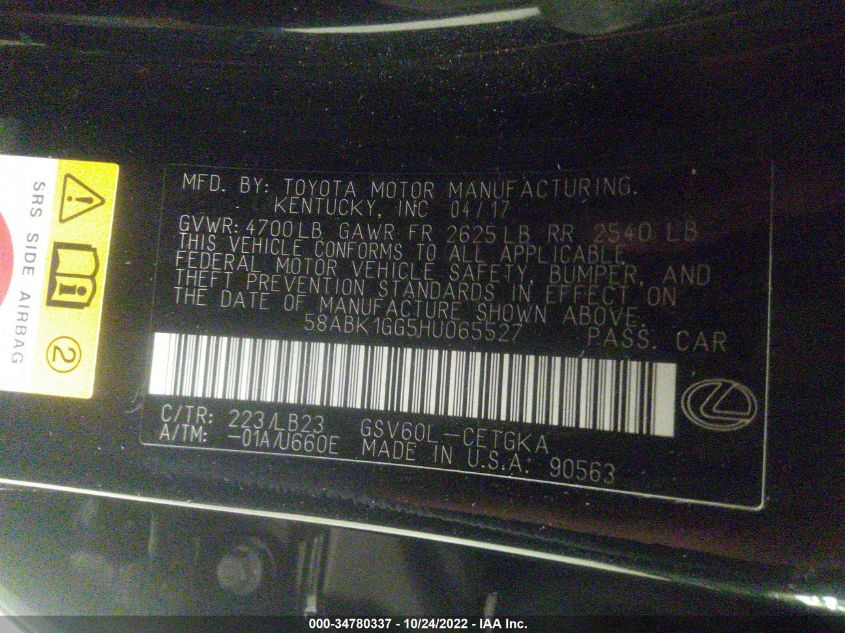 MFD. BY: TOYOTA MOTOR MANUFACTURING.
KENTUCKY, INC 04/17
GVWR: 4700LB GAWR FR 2625LB RR 2540 LB
THIS VEHICLE CONFORMS TO ALL APPLICABLE
FEDERAL MOTOR VEHICLE SAFETY, BUMPER, AND
THEFT PREVENTION STANDARDS IN EFFECT ON
THE DATE OF MANUFACTURE SHOWN ABOVE.
58ABK1GG5HU065527 PASS. CAR
C/TR: 223/LB23 GSV60L-CETGKA
A/TM: -01A/U660E MADE IN U.S.A. 90563
SRS SIDE AIRBAG
2
000-34780337 - 10/24/2022 - IAA Inc.